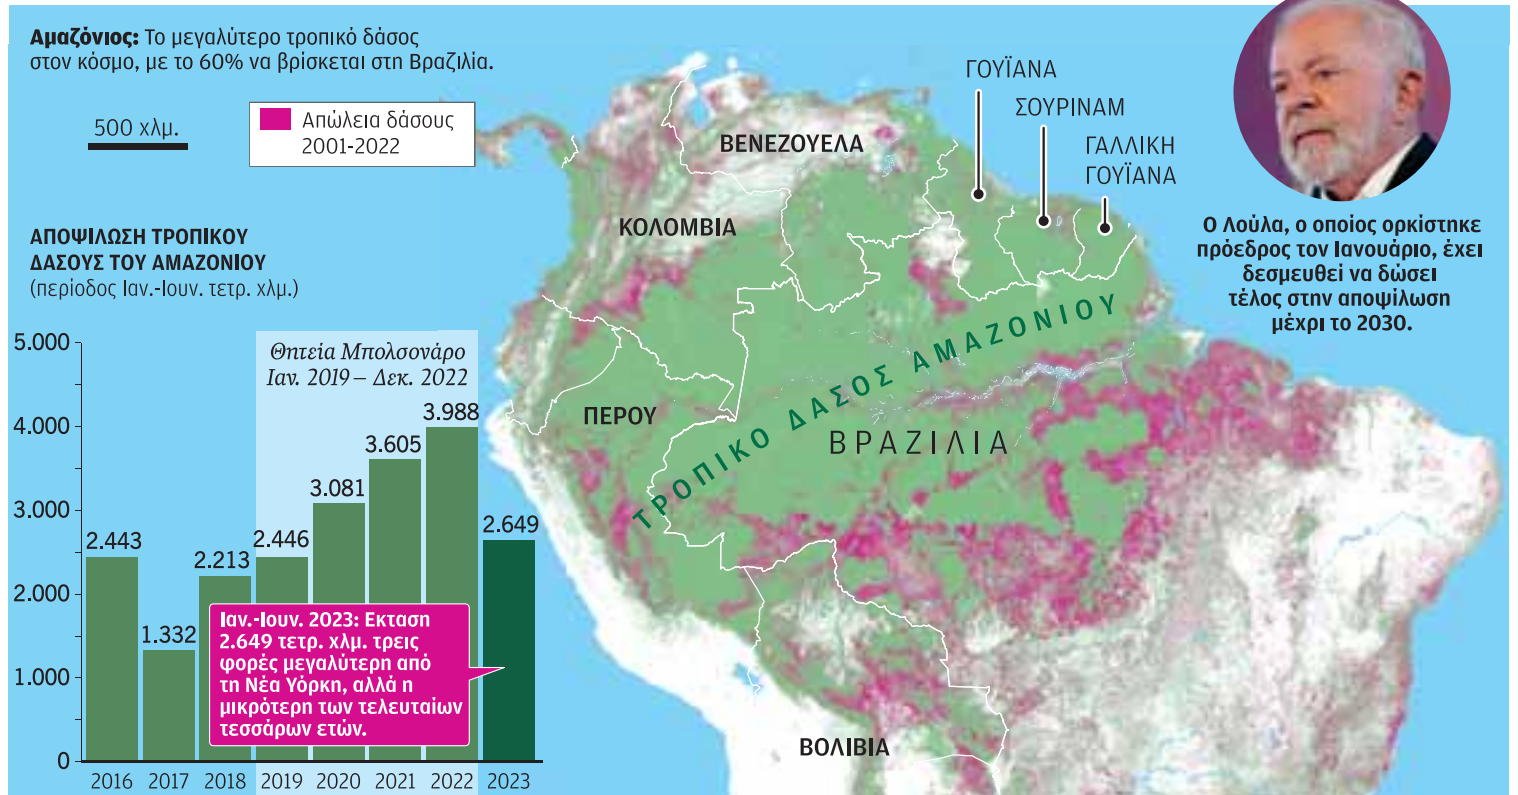 Αμαζόνιος: Το μεγαλύτερο τροπικό δάσος
στον κόσμο, με το 60% να βρίσκεται στη Βραζιλία.
500 χλμ.
Απώλεια δάσους
2001-2022
ΑΠΟΨΙΛΩΣΗ ΤΡΟΠΙΚΟΥ
ΔΑΣΟΥΣ ΤΟΥ ΑΜΑΖΟΝΙΟΥ
(περίοδος Ιαν.-Ιουν. τετρ. χλμ.)
5.000
4.000
3.000
2.000
1.000
0
Θητεία Μπολσονάρο
Ιαν. 2019 – Δεκ. 2022
2.443
1.332
2.213
2.446
3.081
3.605
3.988
2.649
Ιαν.-Ιουν. 2023: Εκταση
2.649 τετρ. χλμ. τρεις
φορές μεγαλύτερη από
τη Νέα Υόρκη, αλλά η
μικρότερη των τελευταίων
τεσσάρων ετών.
2016
2017
2018
2019
2020
2021
2022
2023
ΒΕΝΕΖΟΥΕΛΑ
ΚΟΛΟΜΒΙΑ
ΠΕΡΟΥ
ΒΡΑΖΙΛΙΑ
ΒΟΛΙΒΙΑ
ΤΡΟΠΙΚΟ ΔΑΣΟΣ ΑΜΑΖΟΝΙΟΥ
ΓΟΥΪΑΝΑ
ΣΟΥΡΙΝΑΜ
ΓΑΛΛΙΚΗ
ΓΟΥΪΑΝΑ
Ο Λούλα, ο οποίος ορκίστηκε
πρόεδρος τον Ιανουάριο, έχει
δεσμευθεί να δώσει
τέλος στην αποψίλωση
μέχρι το 2030.